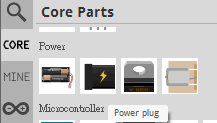 Core Parts
CORE
Power
MINE
Microcontroller
Power plug